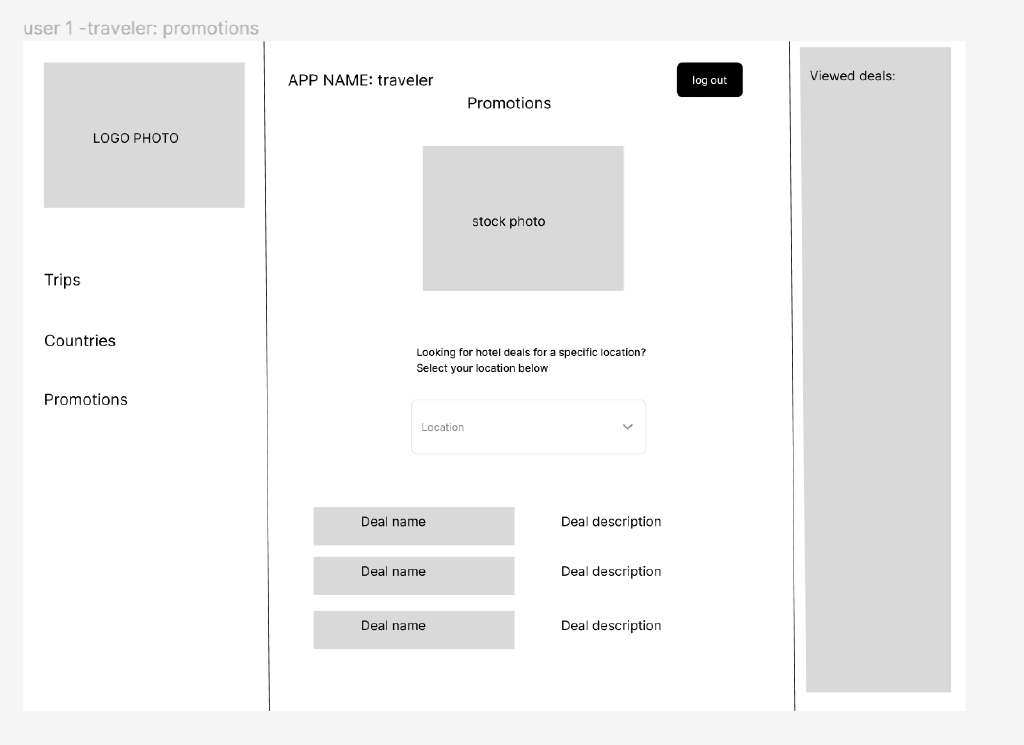 user 1 -traveler: promotions
LOGO PHOTO
Trips
Countries
Promotions
APP NAME: traveler
log out
Promotions
stock photo
Looking for hotel deals for a specific location?
Select your location below
Location
Deal name
Deal description
Deal name
Deal description
Deal name
Deal description
Viewed deals: